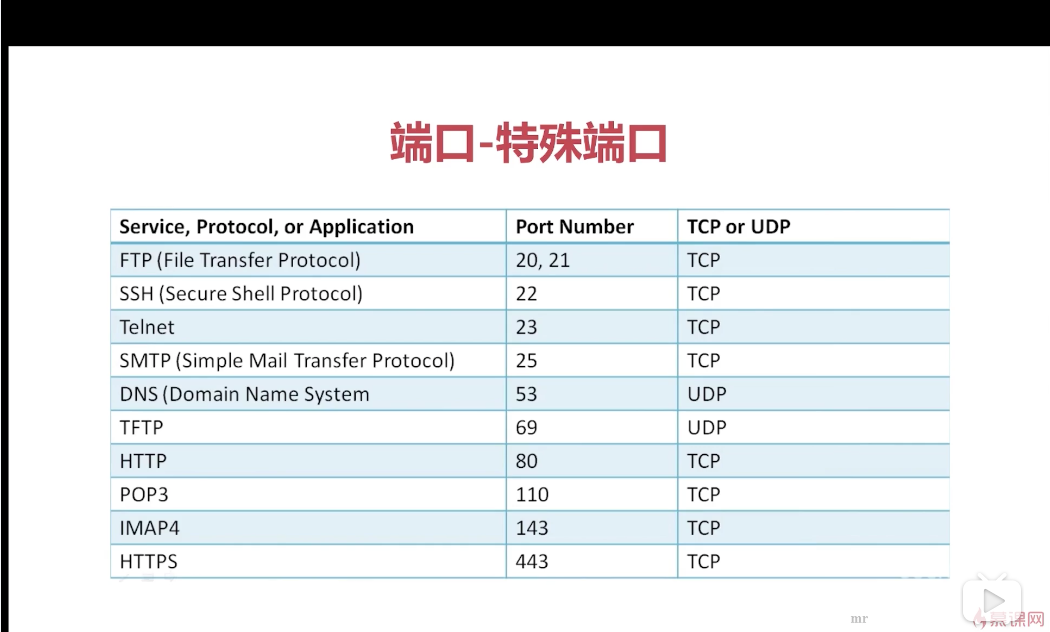 端口-特殊端口
Service, Protocol, or Application Port Number TCP or UDP
FTP (File Transfer Protocol) 20, 21 TCP
SSH (Secure Shell Protocol) 22 TCP
Telnet 23 TCP
SMTP (Simple Mail Transfer Protocol) 25 TCP
DNS (Domain Name System 53 UDP
TFTP 69 UDP
HTTP 80 TCP
POP3 110 TCP
IMAP4 143 TCP
HTTPS 443 TCP
mr
慕课网